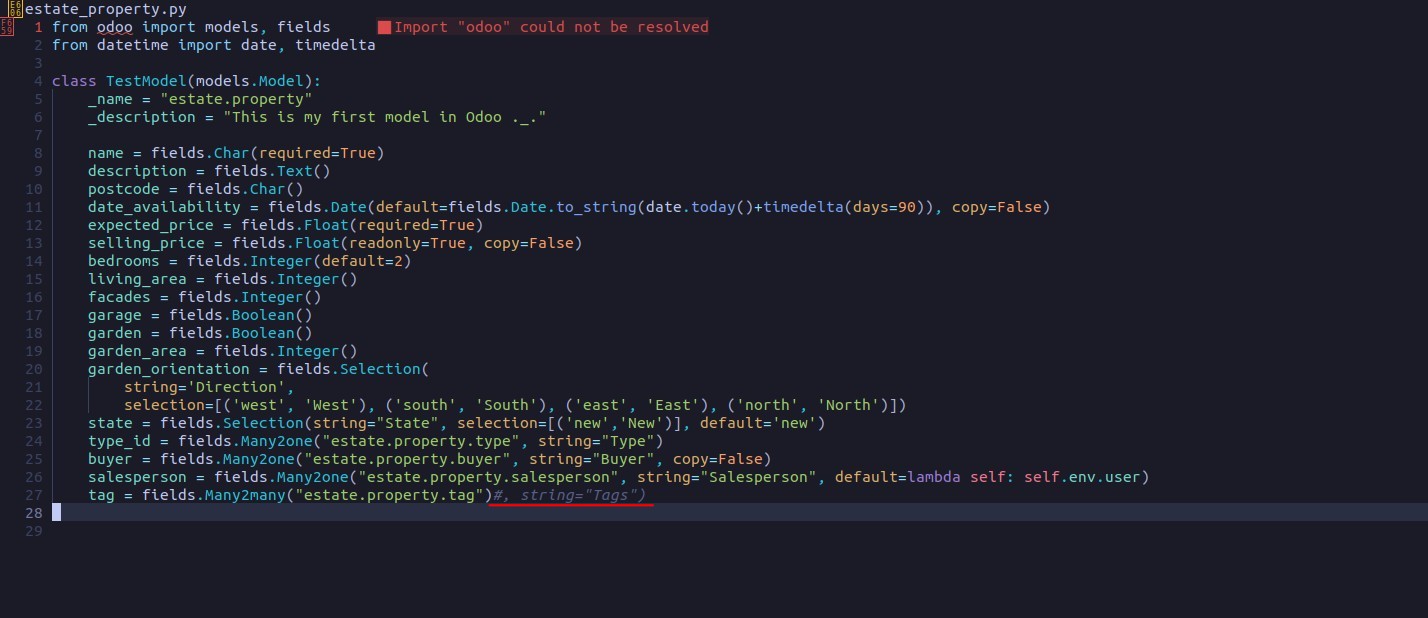 E6 06 estate_property.py
F6 59 1 from odoo import models, fields Import "odoo" could not be resolved
2 from datetime import date, timedelta
3
4 class TestModel(models.Model):
5 _name = "estate.property"
6 _description = "This is my first model in Odoo ._."
7
8 name = fields.Char(required=True)
9 description = fields.Text()
10 postcode = fields.Char()
11 date_availability = fields.Date(default=fields.Date.to_string(date.today()+timedelta(days=90)), copy=False)
12 expected_price = fields.Float(required=True)
13 selling_price = fields.Float(readonly=True, copy=False)
14 bedrooms = fields.Integer(default=2)
15 living_area = fields.Integer()
16 facades = fields.Integer()
17 garage = fields.Boolean()
18 garden = fields.Boolean()
19 garden_area = fields.Integer()
20 garden_orientation = fields.Selection(
21 string='Direction',
22 selection=[('west', 'West'), ('south', 'South'), ('east', 'East'), ('north', 'North')])
23 state = fields.Selection(string="State", selection=[('new','New')], default='new')
24 type_id = fields.Many2one("estate.property.type", string="Type")
25 buyer = fields.Many2one("estate.property.buyer", string="Buyer", copy=False)
26 salesperson = fields.Many2one("estate.property.salesperson", string="Salesperson", default=lambda self: self.env.user)
27 tag = fields.Many2many("estate.property.tag")#, string="Tags")
28
29